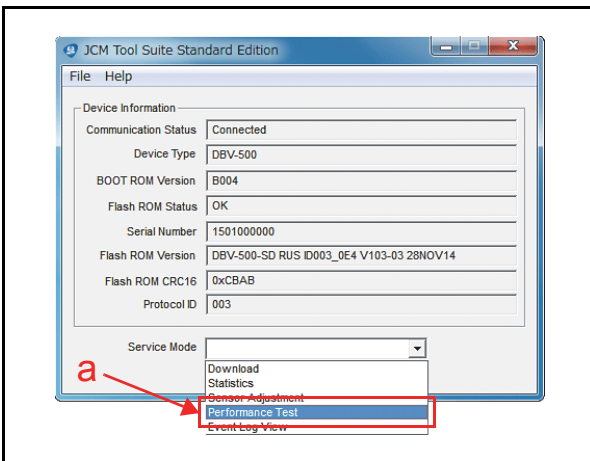 JCM Tool Suite Standard Edition
File Help
Device Information
Communication Status Connected
Device Type DBV-500
BOOT ROM Version B004
Flash ROM Status OK
Serial Number 1501000000
Flash ROM Version DBV-500-SD RUS ID003_0E4 V103-03 28NOV14
Flash ROM CRC16 0xCBAB
Protocol ID 003
Service Mode
a
Download
Statistics
Sensor Adjustment
Performance Test
Event Log View